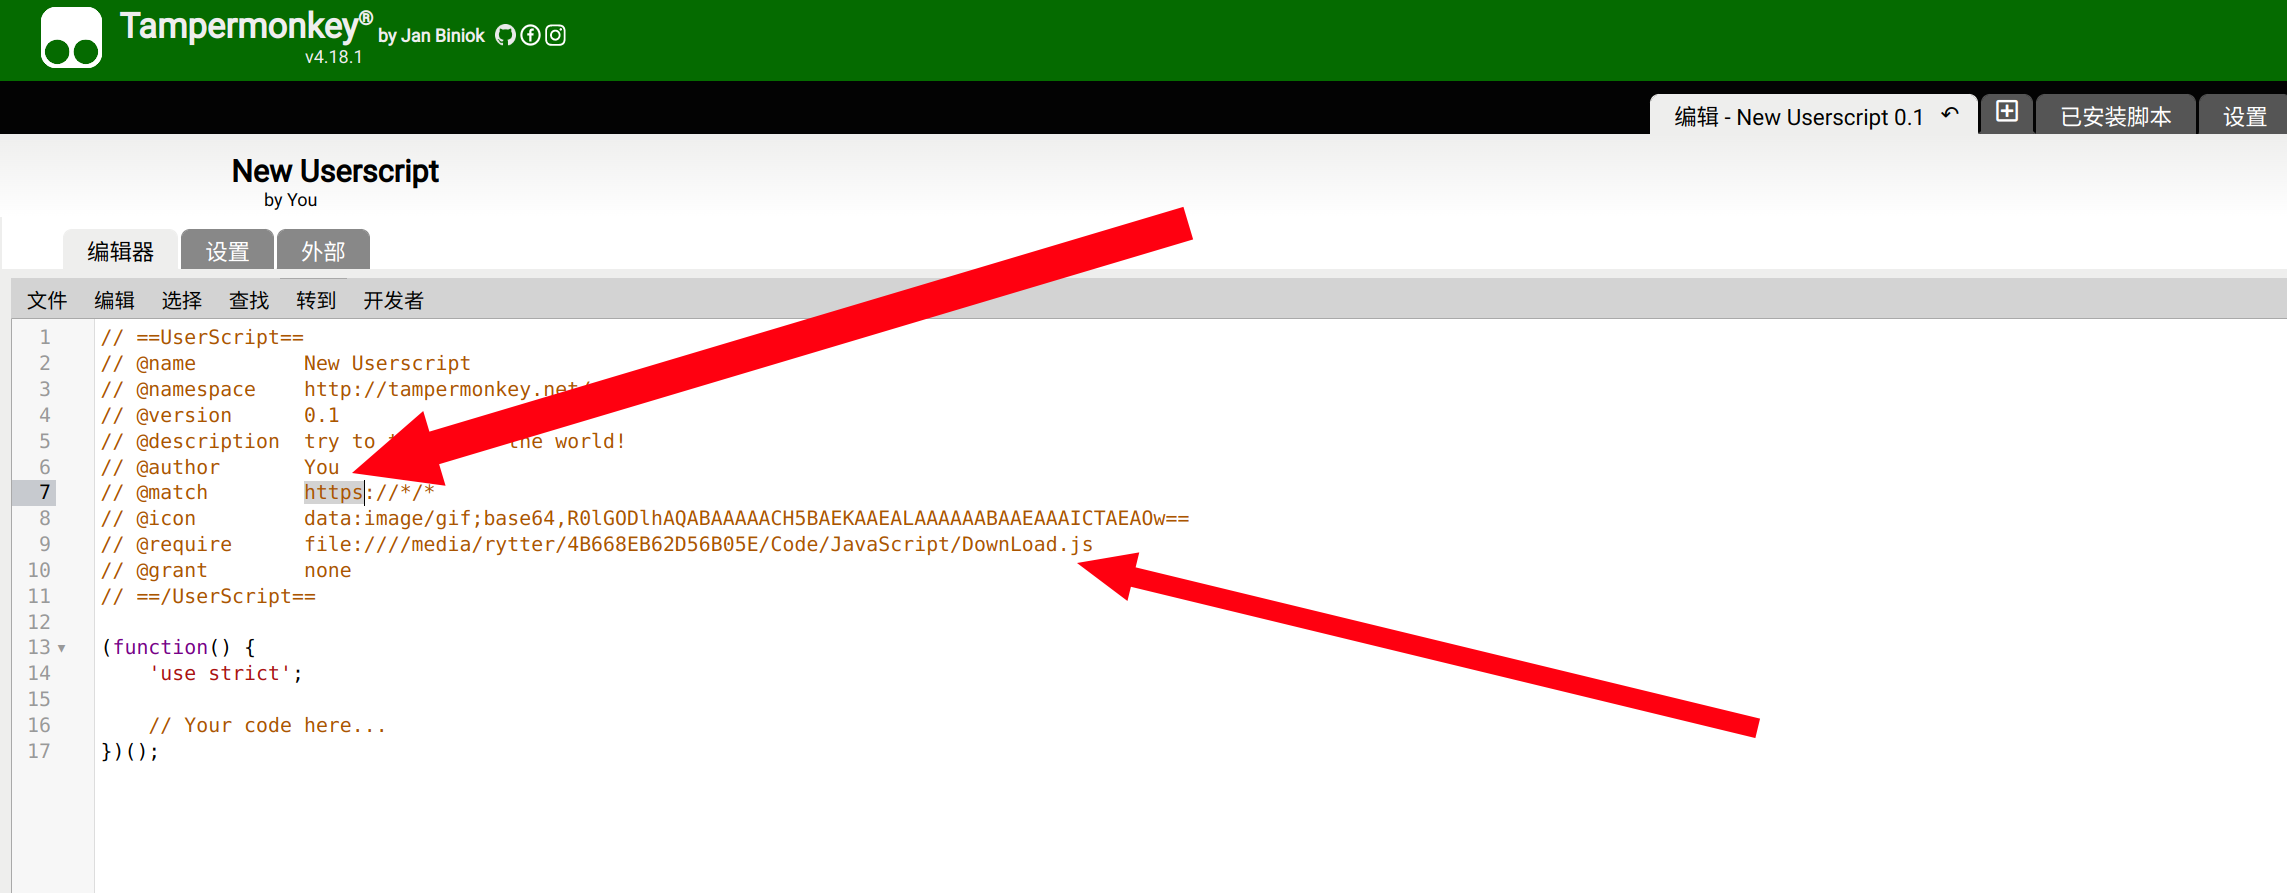 Tampermonkey® by Jan Biniok
v4.18.1
编辑 - New Userscript 0.1 已安装脚本 设置
New Userscript
by You
编辑器 设置 外部
文件 编辑 选择 查找 转到 开发者
1 // ==UserScript==
2 // @name New Userscript
3 // @namespace http://tampermonkey.net/
4 // @version 0.1
5 // @description try to the world!
6 // @author You
7 // @match https://*/*
8 // @icon data:image/gif;base64,R0lGODlhAQABAAAAACH5BAEKAAEALAAAAAABAAEAAAICTAEAOw==
9 // @require file:////media/rytter/4B668EB62D56B05E/Code/JavaScript/DownLoad.js
10 // @grant none
11 // ==/UserScript==
12
13 (function() {
14 'use strict';
15
16 // Your code here...
17 })();